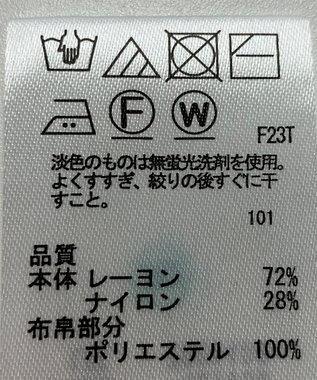 F W
F23T
淡色のものは無蛍光洗剤を使用。
よくすすぎ、絞りの後すぐに干
すこと。
101
品質
本体 レーヨン 72%
ナイロン 28%
布帛部分
ポリエステル 100%